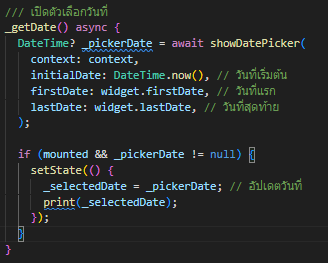 /// เปิดตัวเลือกวันที่
_getDate() async {
  DateTime? _pickerDate = await showDatePicker(
    context: context,
    initialDate: DateTime.now(), // วันที่เริ่มต้น
    firstDate: widget.firstDate, // วันที่แรก
    lastDate: widget.lastDate, // วันที่สุดท้าย
  );

  if (mounted && _pickerDate != null) {
    setState(() {
      _selectedDate = _pickerDate; // อัปเดตวันที่
      print(_selectedDate);
    });
  }
}